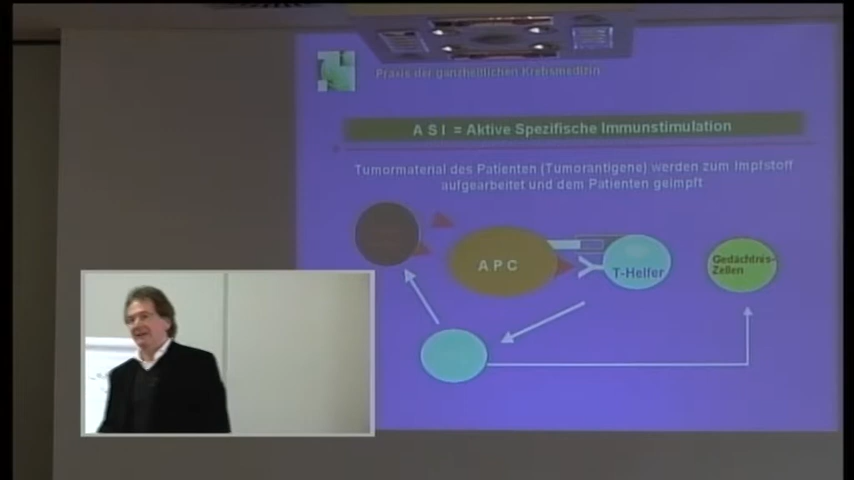 Praxis der ganzheitlichen Krebsmedizin
A S I = Aktive Spezifische Immunstimulation
Tumormaterial des Patienten (Tumorantigene) werden zum Impfstoff
aufgearbeitet und dem Patienten geimpft
A P C
T-Helfer
Gedächtnis-
Zellen